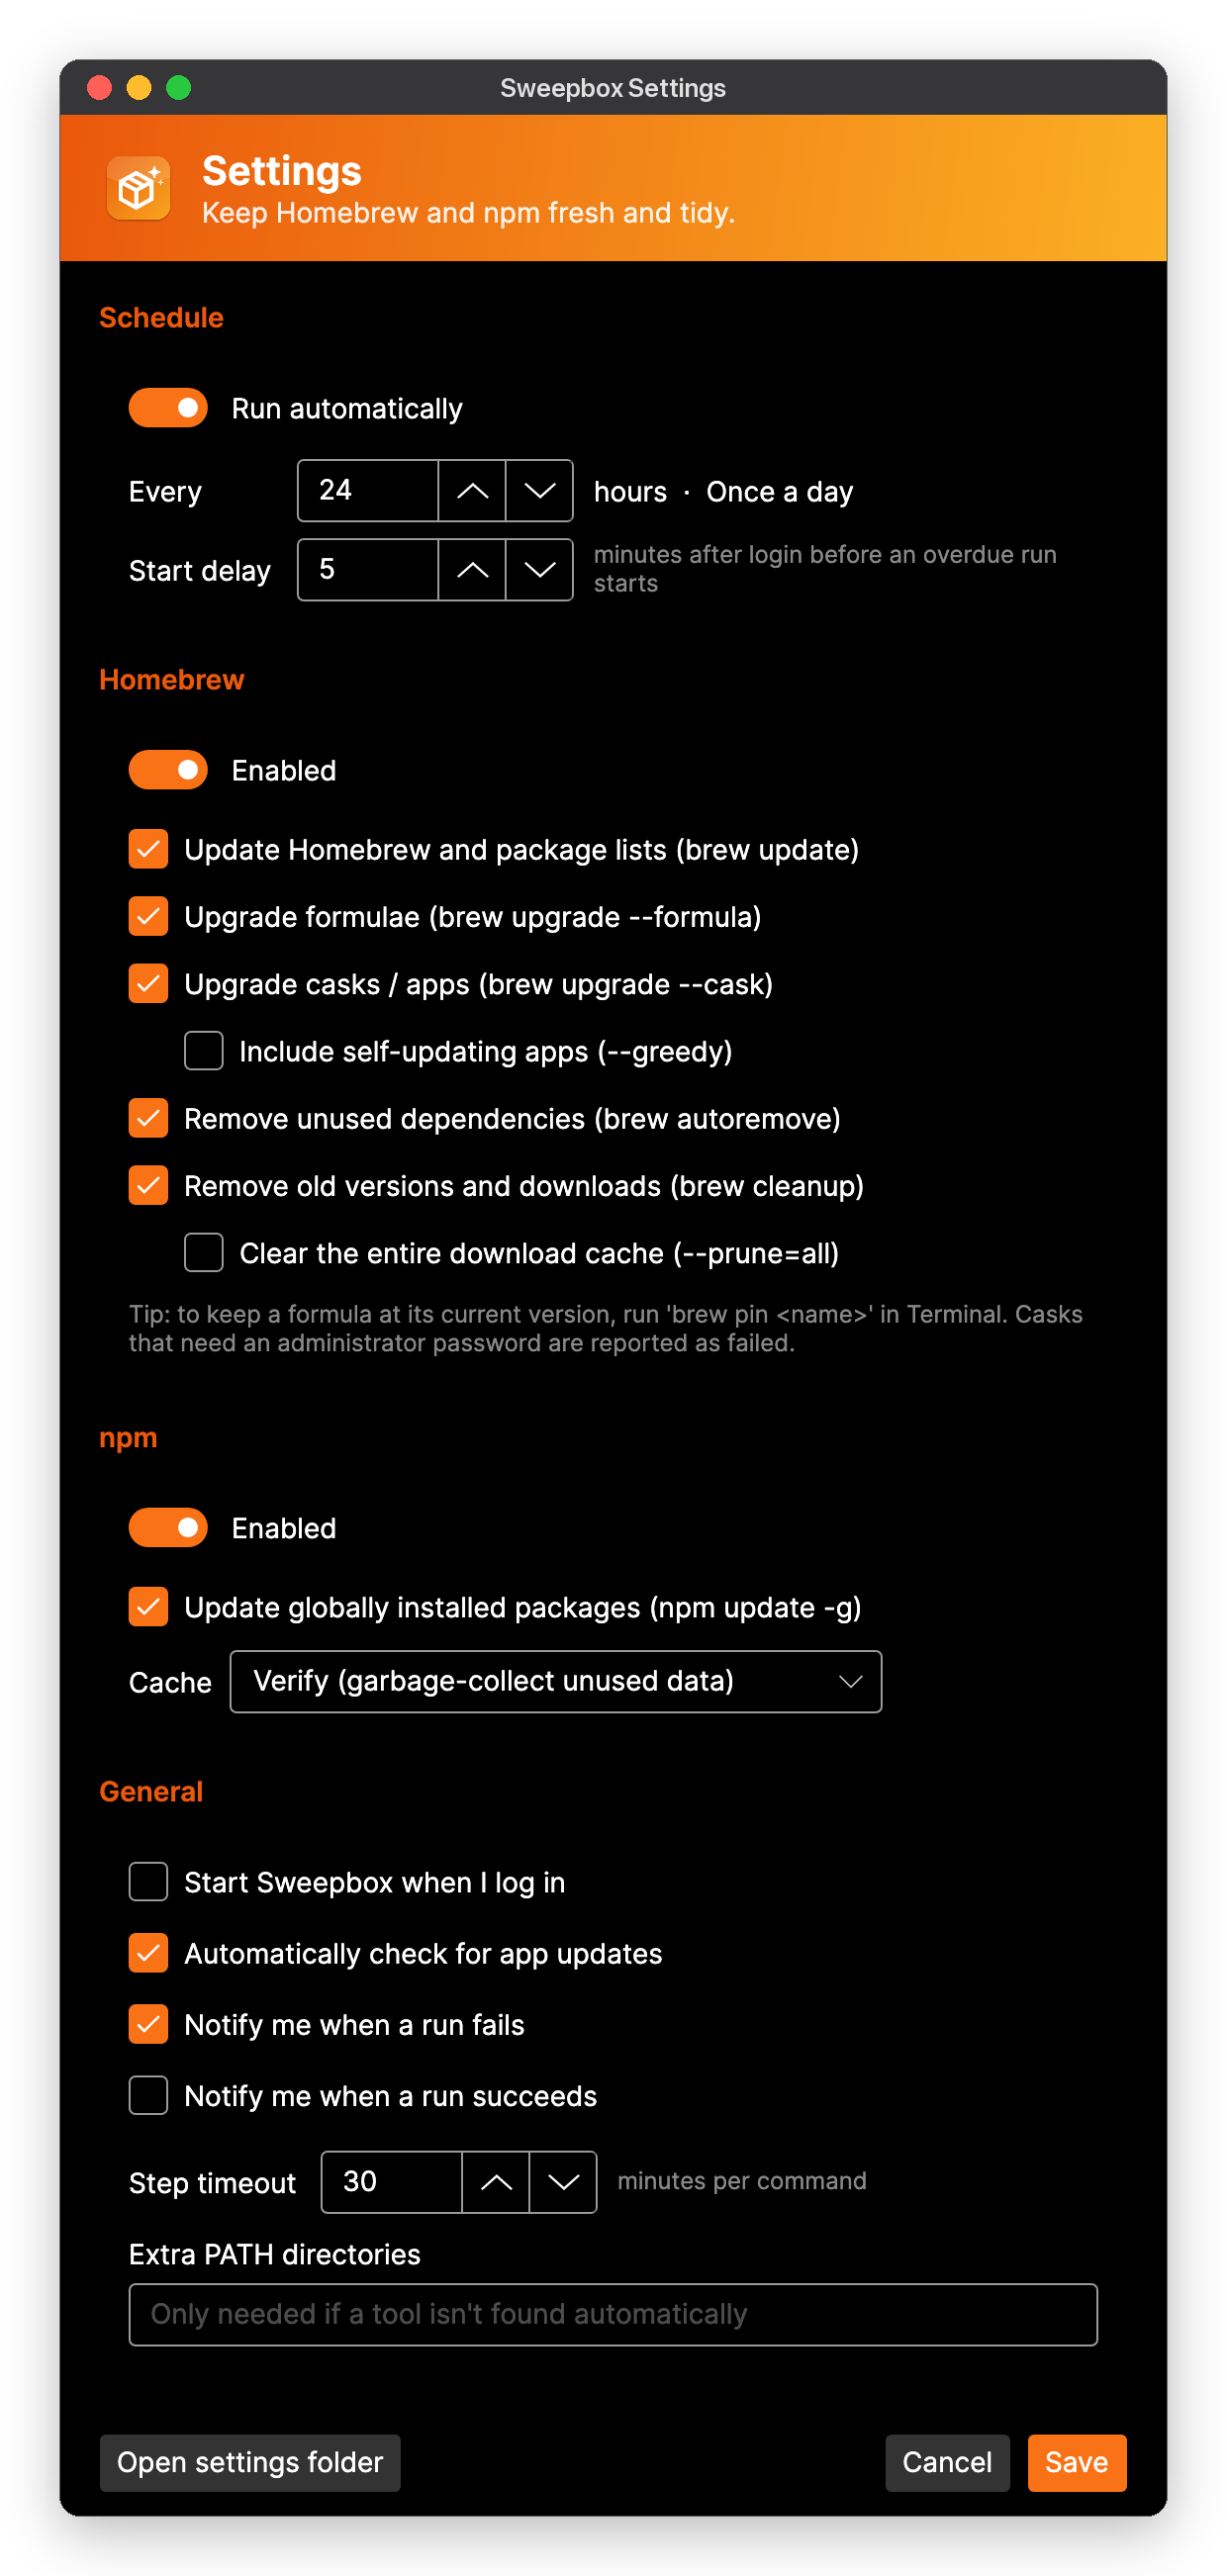 Sweepbox Settings
Settings
Keep Homebrew and npm fresh and tidy.
Schedule
Run automatically
Every 24 hours · Once a day
Start delay 5 minutes after login before an overdue run
starts
Homebrew
Enabled
Update Homebrew and package lists (brew update)
Upgrade formulae (brew upgrade --formula)
Upgrade casks / apps (brew upgrade --cask)
Include self-updating apps (--greedy)
Remove unused dependencies (brew autoremove)
Remove old versions and downloads (brew cleanup)
Clear the entire download cache (--prune=all)
Tip: to keep a formula at its current version, run 'brew pin <name>' in Terminal. Casks
that need an administrator password are reported as failed.
npm
Enabled
Update globally installed packages (npm update -g)
Cache Verify (garbage-collect unused data)
General
Start Sweepbox when I log in
Automatically check for app updates
Notify me when a run fails
Notify me when a run succeeds
Step timeout 30 minutes per command
Extra PATH directories
Only needed if a tool isn't found automatically
Open settings folder Cancel Save